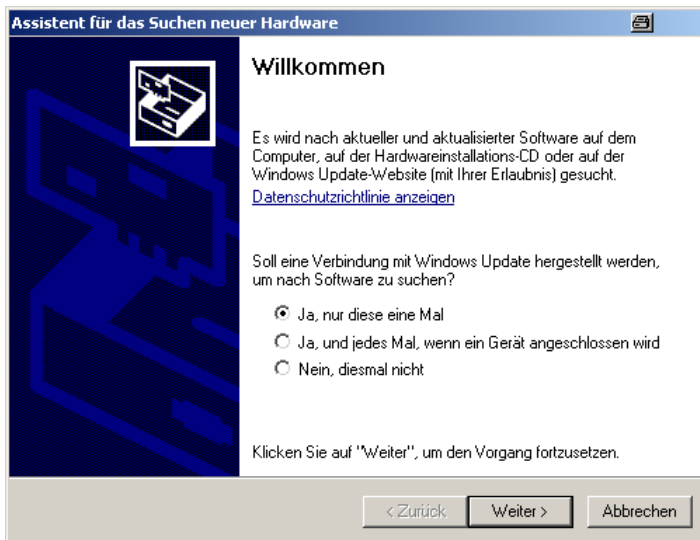 Assistent für das Suchen neuer Hardware
Willkommen
Es wird nach aktueller und aktualisierter Software auf dem
Computer, auf der Hardwareinstallations-CD oder auf der
Windows Update-Website (mit Ihrer Erlaubnis) gesucht.
Datenschutzrichtlinie anzeigen
Soll eine Verbindung mit Windows Update hergestellt werden,
um nach Software zu suchen?
Ja, nur diese eine Mal
Ja, und jedes Mal, wenn ein Gerät angeschlossen wird
Nein, diesmal nicht
Klicken Sie auf "Weiter", um den Vorgang fortzusetzen.
< Zurück Weiter > Abbrechen